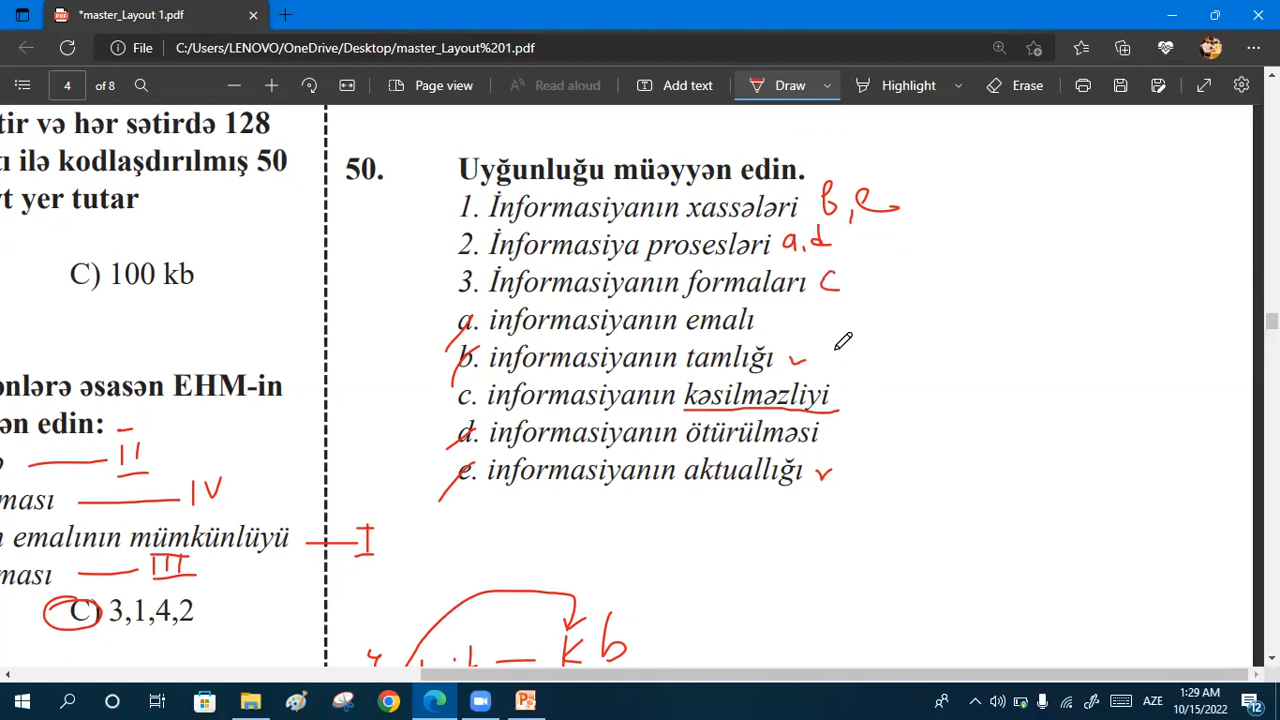 *master_Layout 1.pdf
File C:/Users/LENOVO/OneDrive/Desktop/master_Layout%201.pdf
4 of 8 Page view Read aloud Add text Draw Highlight Erase
tir və hər sətirdə 128
ı ilə kodlaşdırılmış 50
yt yer tutar
C) 100 kb
onlərə əsasən EHM-in
ən edin:
II
ması IV
n emalının mümkünlüyü I
ması III
C) 3,1,4,2
50. Uyğunluğu müəyyən edin.
1. İnformasiyanın xassələri b, e
2. İnformasiya prosesləri a, d
3. İnformasiyanın formaları c
a. informasiyanın emalı
b. informasiyanın tamlığı
c. informasiyanın kəsilməzliyi
d. informasiyanın ötürülməsi
e. informasiyanın aktuallığı
kb
AZE
1:29 AM
10/15/2022
12